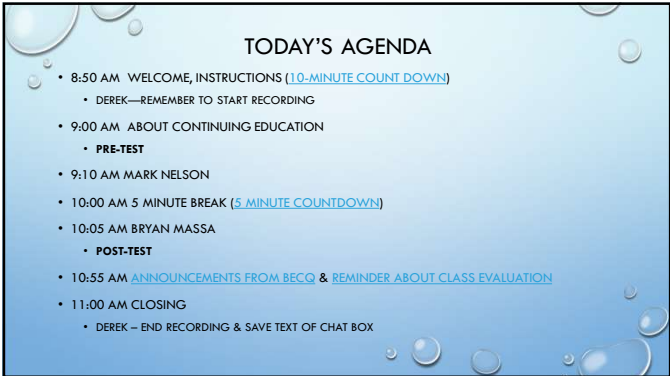 TODAY'S AGENDA
• 8:50 AM WELCOME, INSTRUCTIONS (10-MINUTE COUNT DOWN)
• DEREK—REMEMBER TO START RECORDING
• 9:00 AM ABOUT CONTINUING EDUCATION
• PRE-TEST
• 9:10 AM MARK NELSON
• 10:00 AM 5 MINUTE BREAK (5 MINUTE COUNTDOWN)
• 10:05 AM BRYAN MASSA
• POST-TEST
• 10:55 AM ANNOUNCEMENTS FROM BECQ & REMINDER ABOUT CLASS EVALUATION
• 11:00 AM CLOSING
• DEREK – END RECORDING & SAVE TEXT OF CHAT BOX